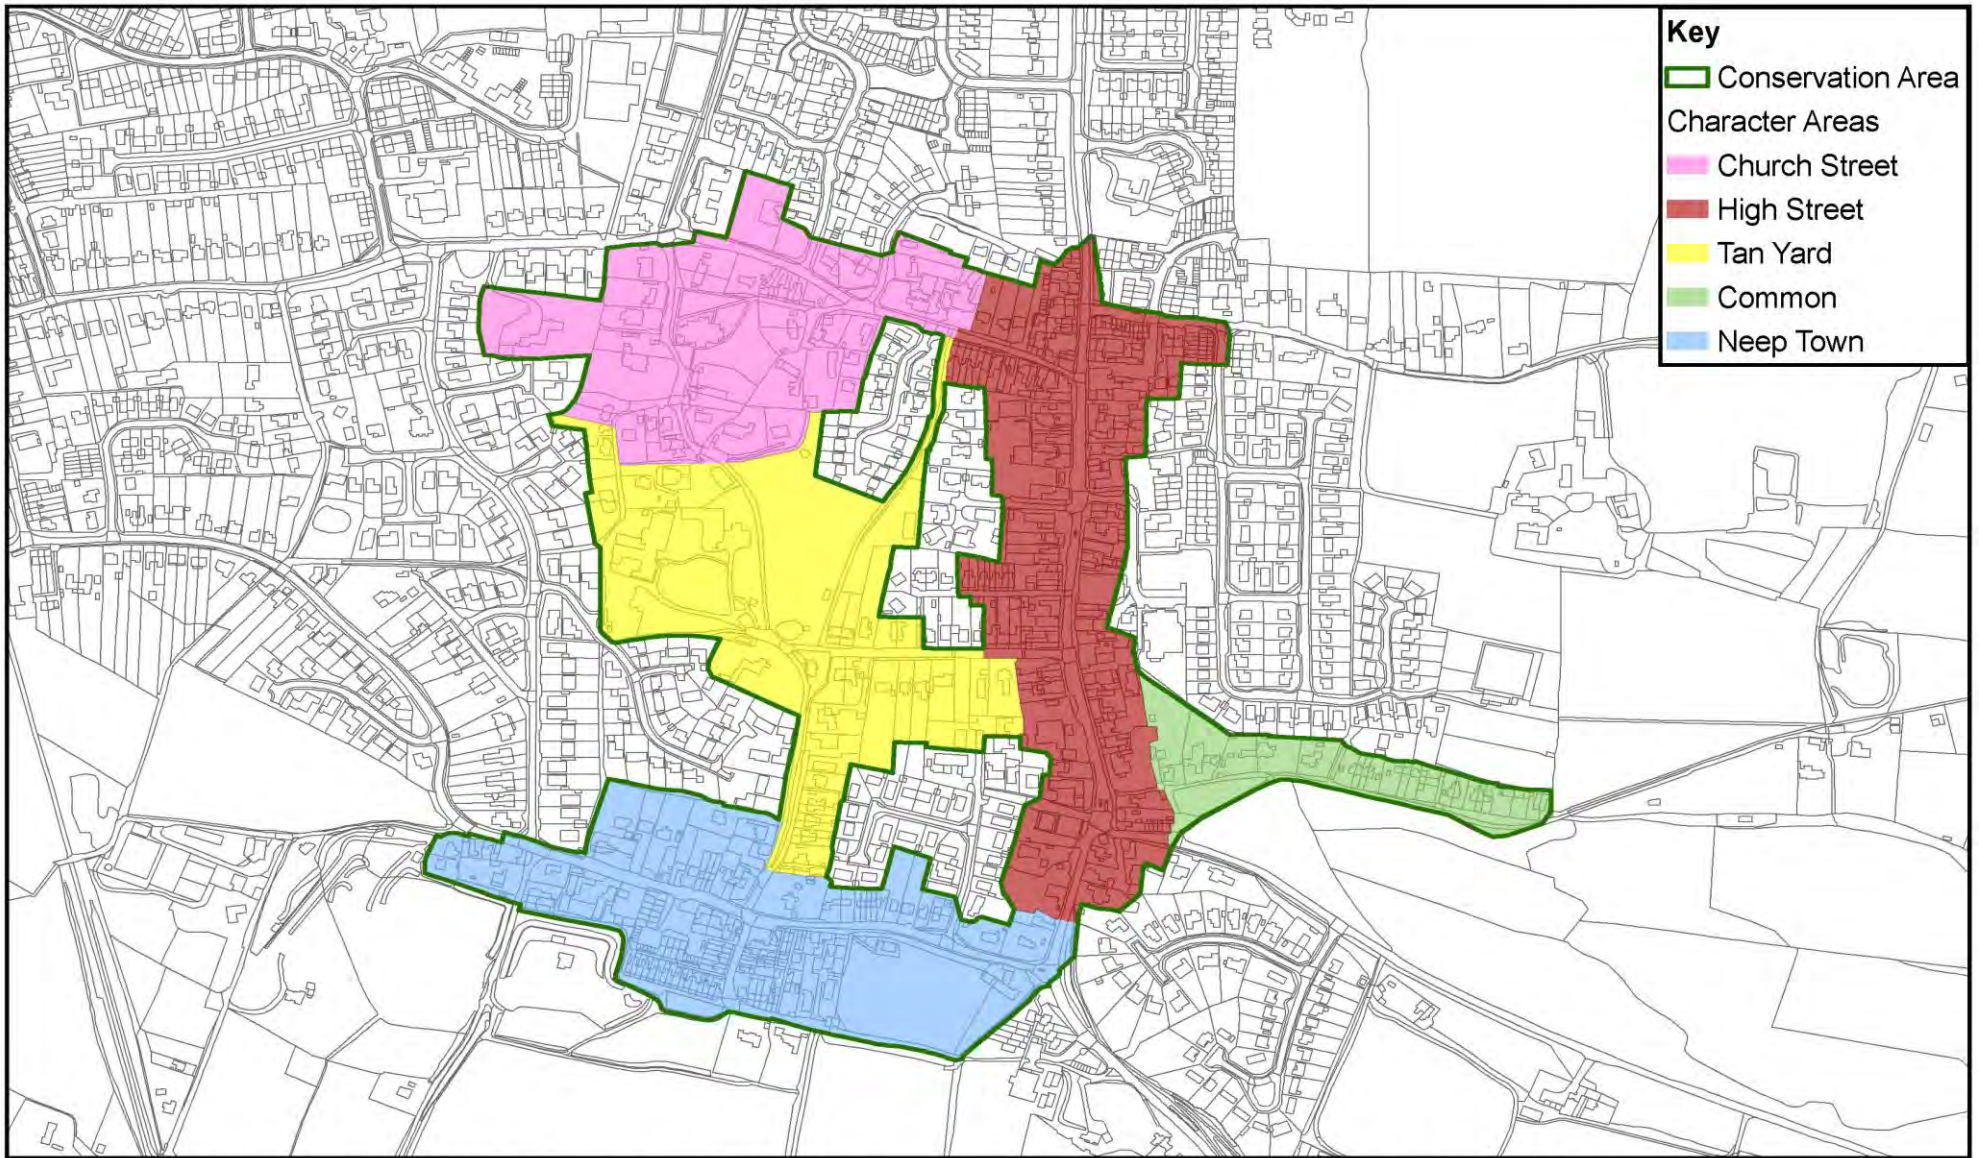 Key
Conservation Area
Character Areas
Church Street
High Street
Tan Yard
Common
Neep Town